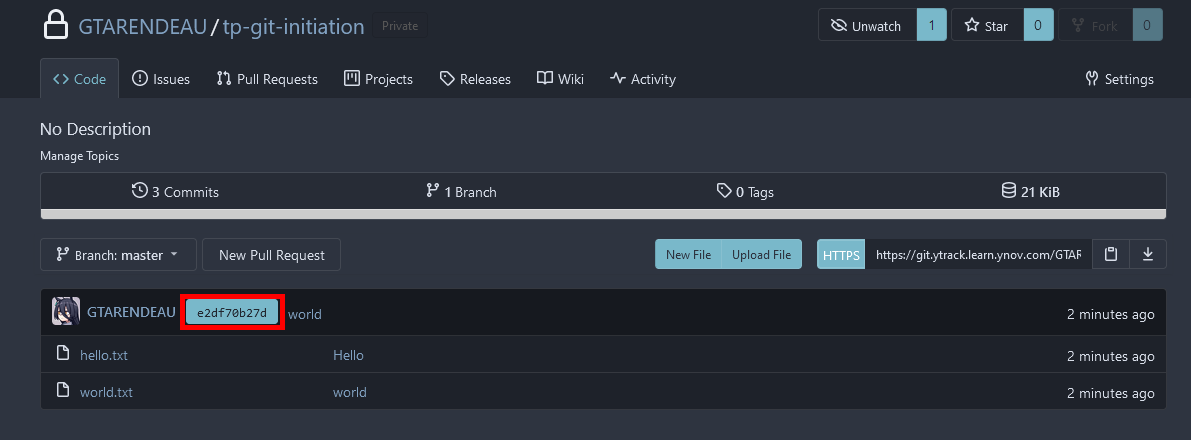 GTARENDEAU / tp-git-initiation Private Unwatch 1 Star 0 Fork 0
Code Issues Pull Requests Projects Releases Wiki Activity Settings
No Description
Manage Topics
3 Commits 1 Branch 0 Tags 21 KiB
Branch: master New Pull Request New File Upload File HTTPS https://git.ytrack.learn.ynov.com/GTAR
GTARENDEAU e2df70b27d world 2 minutes ago
hello.txt Hello 2 minutes ago
world.txt world 2 minutes ago